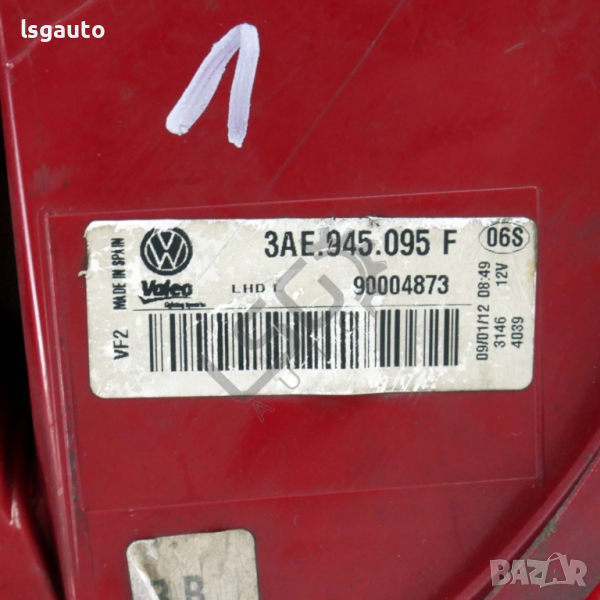 lsgauto
1
MADE IN SPAIN
VF2
3AE.945.095 F
06S
Valeo
LHD
90004873
09/01/12 08:49
12V
3146
4039
BAZAR